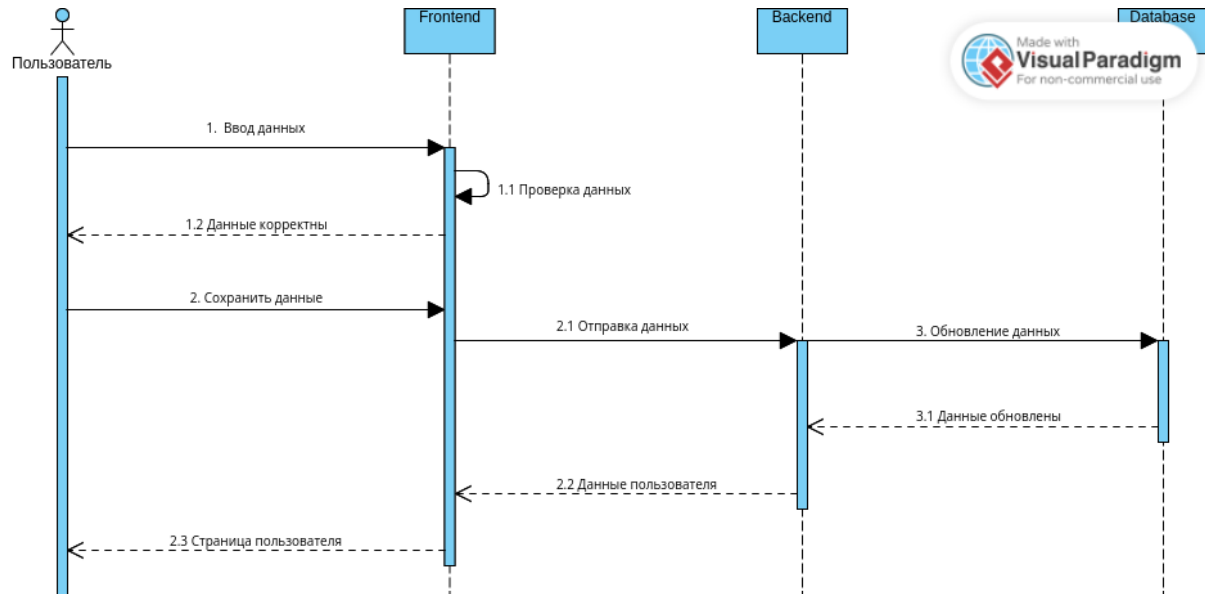 Frontend
Backend
Database
Made with
Visual Paradigm
For non-commercial use
Пользователь
1. Ввод данных
1.1 Проверка данных
1.2 Данные корректны
2. Сохранить данные
2.1 Отправка данных
3. Обновление данных
3.1 Данные обновлены
2.2 Данные пользователя
2.3 Страница пользователя